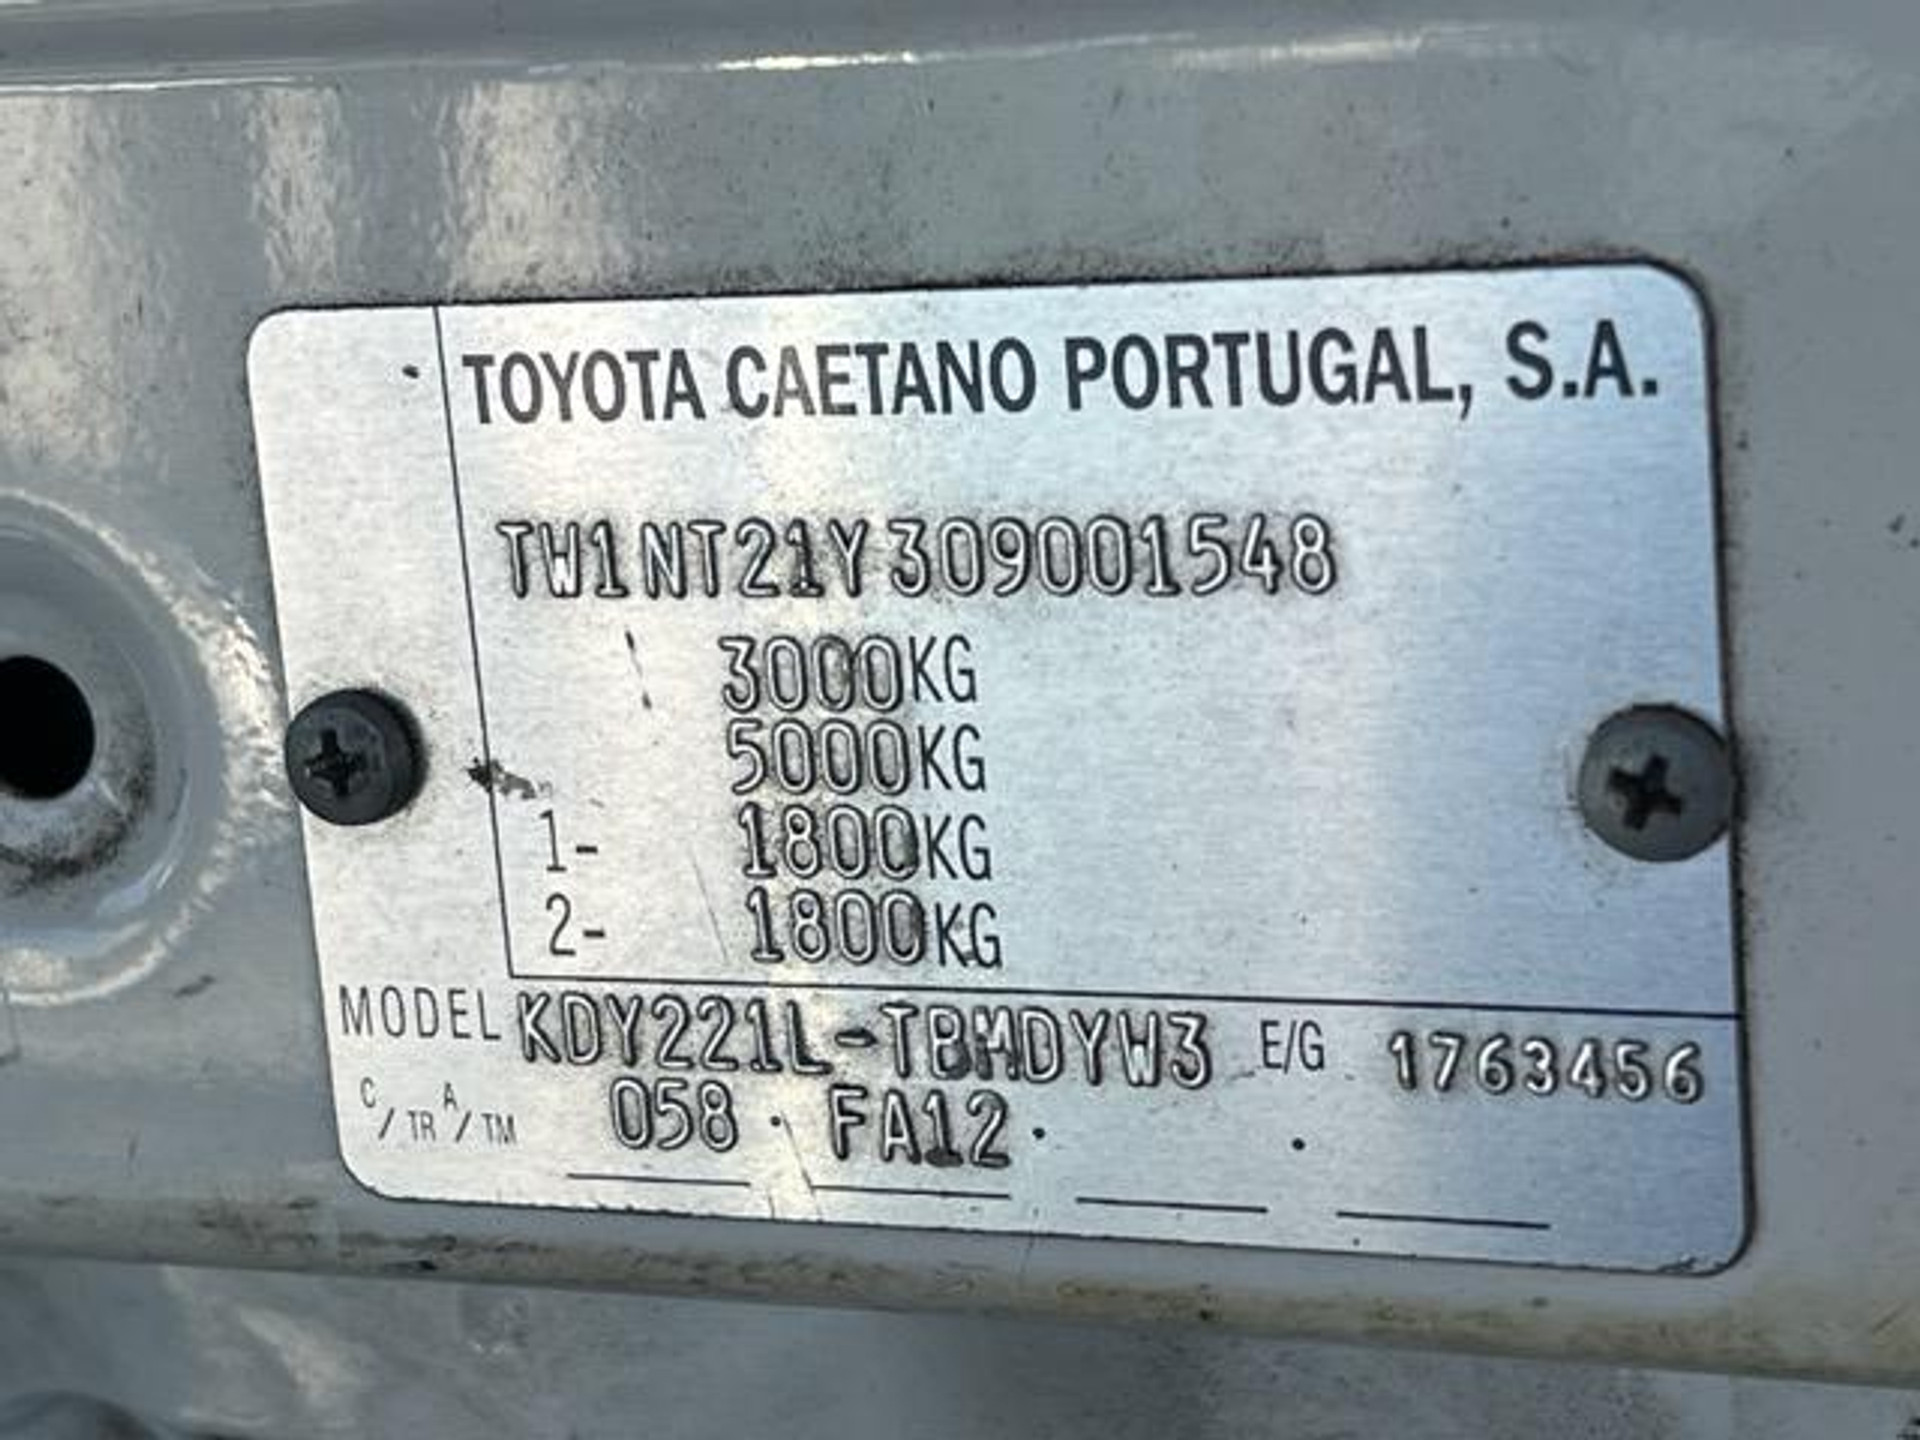 TOYOTA CAETANO PORTUGAL, S.A.
TW1NT21Y309001548
3000KG
5000KG
1- 1800KG
2- 1800KG
MODEL KDY221L-TBMDYW3 E/G 1763456
C/TR A/TM 058 FA12